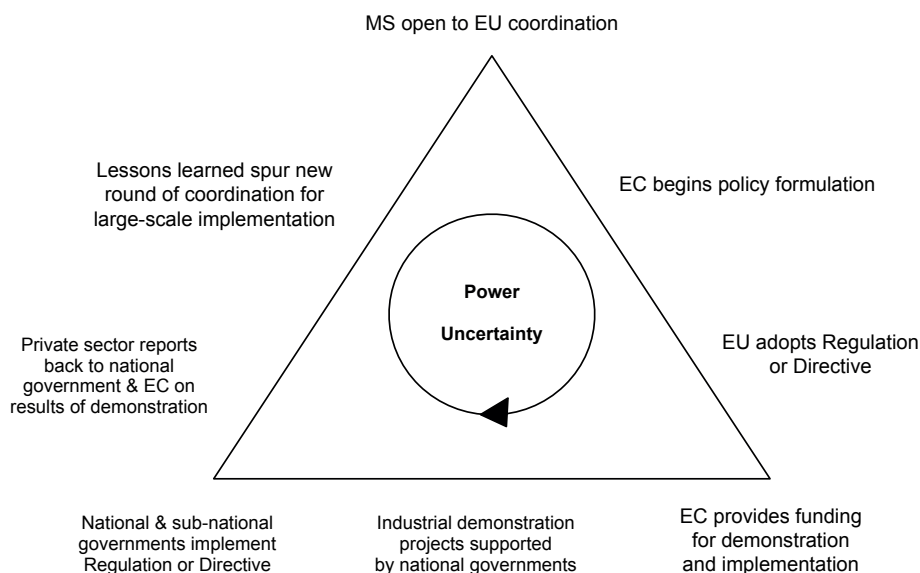 MS open to EU coordination
Lessons learned spur new
round of coordination for
large-scale implementation
EC begins policy formulation
Power
Uncertainty
Private sector reports
back to national
government & EC on
results of demonstration
EU adopts Regulation
or Directive
National & sub-national
governments implement
Regulation or Directive
Industrial demonstration
projects supported
by national governments
EC provides funding
for demonstration
and implementation